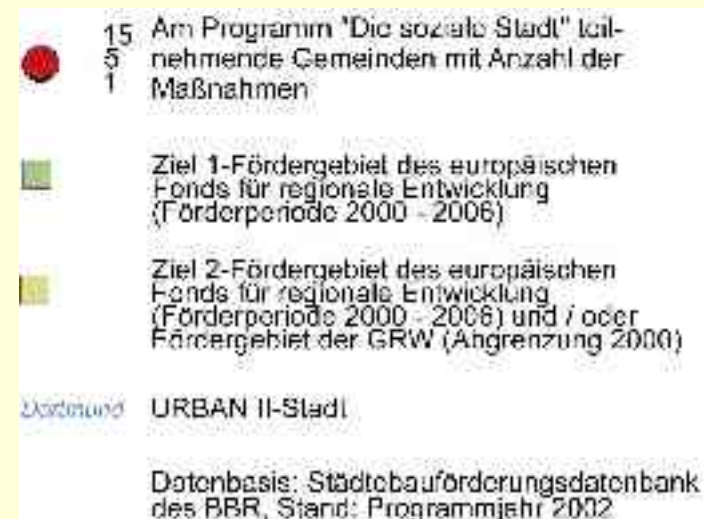 15 Am Programm "Die soziale Stadt" teil-
5 nehmende Gemeinden mit Anzahl der
1 Maßnahmen
Ziel 1-Fördergebiet des europäischen
Fonds für regionale Entwicklung
(Förderperiode 2000 - 2006)
Ziel 2-Fördergebiet des europäischen
Fonds für regionale Entwicklung
(Förderperiode 2000 - 2006) und / oder
Fördergebiet der GRW (Abgrenzung 2000)
Dortmund URBAN II-Stadt
Datenbasis: Städtebauförderungsdatenbank
des BBR, Stand: Programmjahr 2002